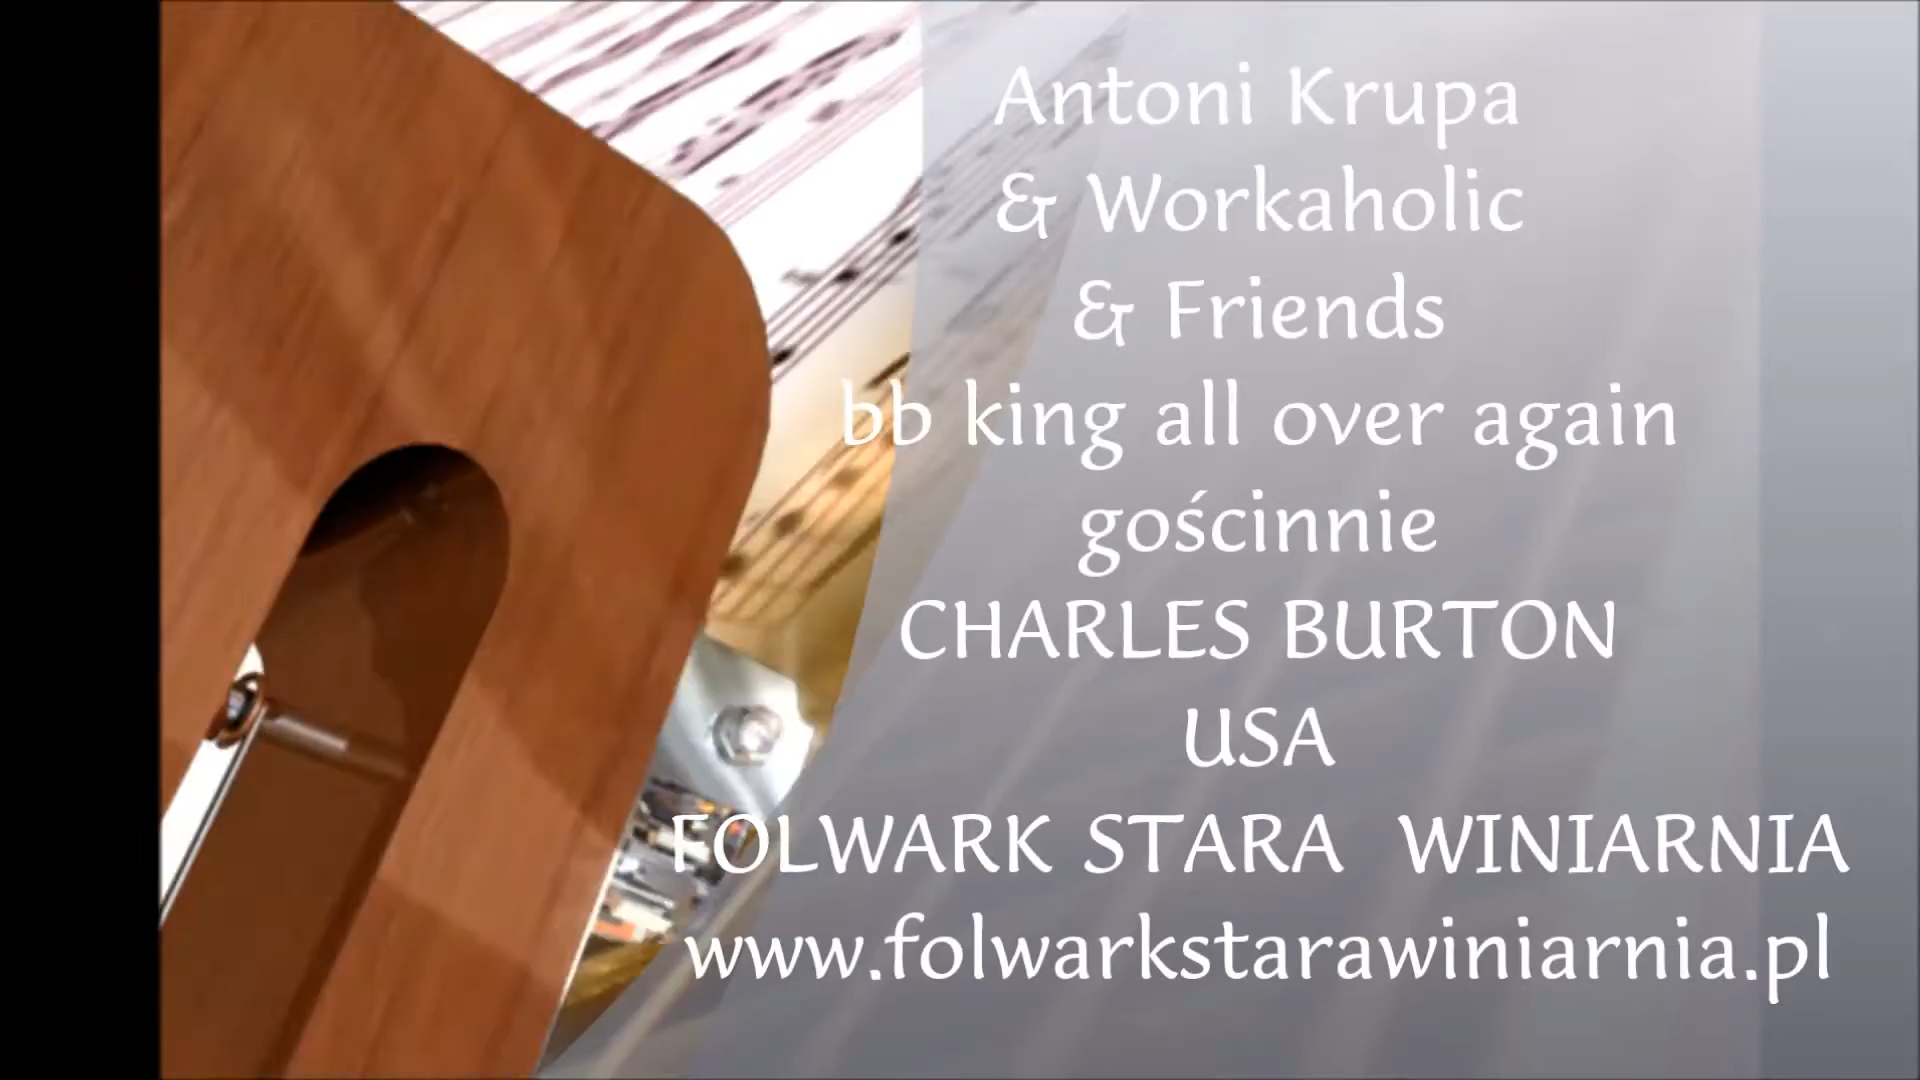 Antoni Krupa
& Workaholic
& Friends
bb king all over again
gościnnie
CHARLES BURTON
USA
FOLWARK STARA WINIARNIA
www.folwarkstarawiniarnia.pl